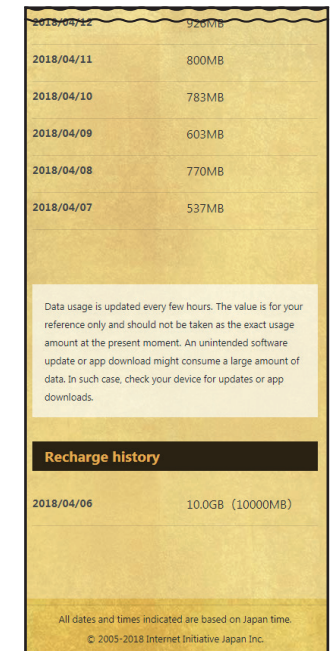 2018/04/12 926MB
2018/04/11 800MB
2018/04/10 783MB
2018/04/09 603MB
2018/04/08 770MB
2018/04/07 537MB
Data usage is updated every few hours. The value is for your
reference only and should not be taken as the exact usage
amount at the present moment. An unintended software
update or app download might consume a large amount of
data. In such case, check your device for updates or app
downloads.
Recharge history
2018/04/06 10.0GB（10000MB）
All dates and times indicated are based on Japan time.
© 2005-2018 Internet Initiative Japan Inc.